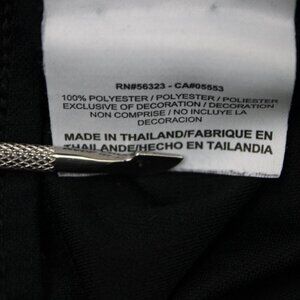 RN#56323 - CA#05553
100% POLYESTER / POLYESTER / POLIESTER
EXCLUSIVE OF DECORATION / DECORATION
NON COMPRISE / NO INCLUYE LA
DECORACION
MADE IN THAILAND/FABRIQUE EN
THAILANDE/HECHO EN TAILANDIA